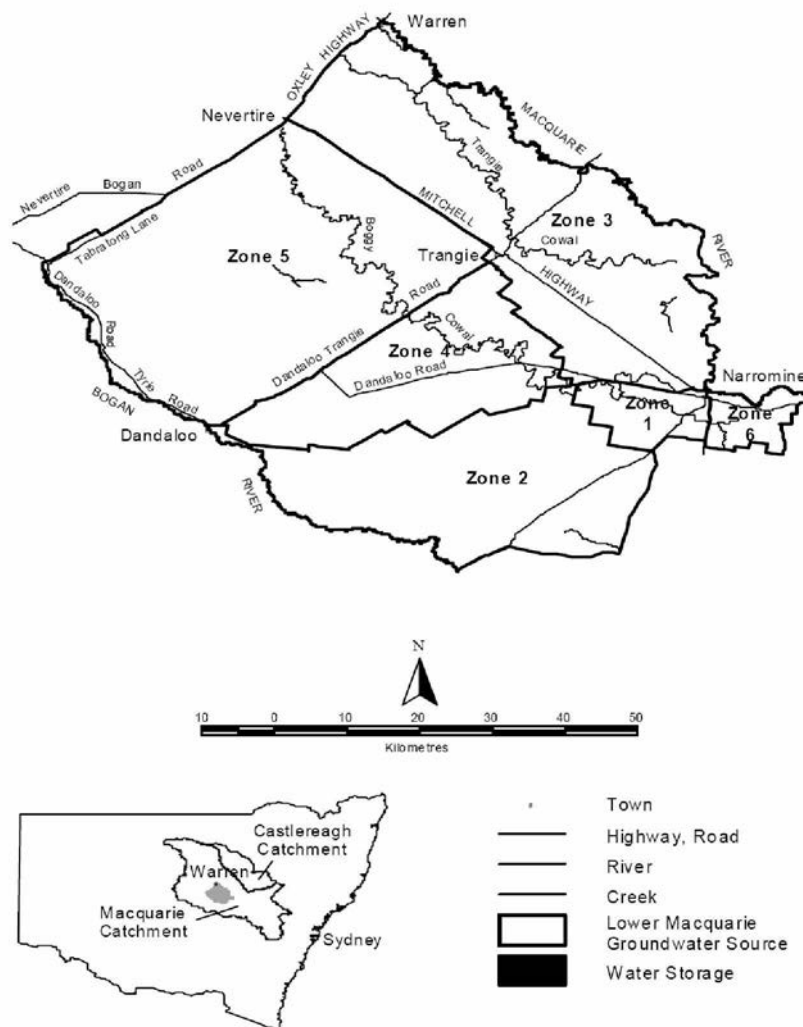 Warren
OXLEY HIGHWAY
Nevertire
MACQUARIE
Trangie
Nevertire Bogan Road
MITCHELL
Zone 3
Tabratong Lane
Zone 5
Boggy
Trangie
Cowal
RIVER
HIGHWAY
Dandaloo
Road
Tyrie Road
Dandaloo Trangie Road
Cowal
Zone 4
Dandaloo Road
Narromine
BOGAN
Zone
1
Zone
6
Dandaloo
Zone 2
RIVER
N
10 0 10 20 30 40 50
Kilometres
Castlereagh
Catchment
Warren
Macquarie
Catchment
Sydney
Town
Highway, Road
River
Creek
Lower Macquarie
Groundwater Source
Water Storage